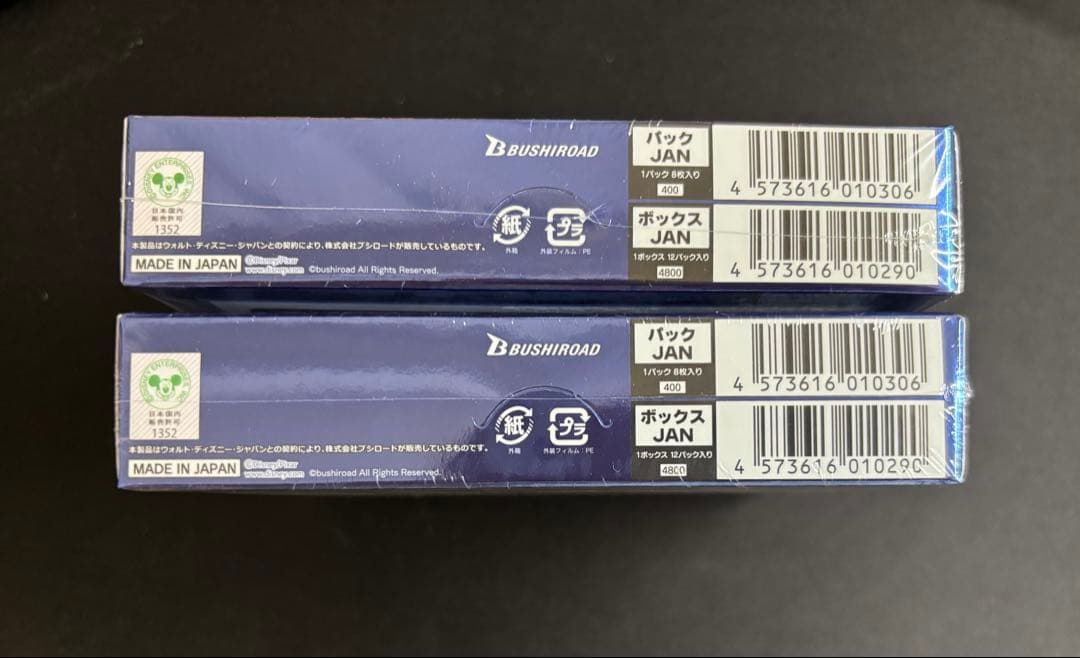 BUSHIROAD
パック
JAN
1パック 8枚入り
400
4 573616 010306
DISNEY ENTERPRISES, INC.
日本国内
販売許可
1352
紙
外箱
プラ
外装フィルム:PE
ボックス
JAN
1ボックス 12パック入り
4800
4 573616 010290
本製品はウォルト・ディズニー・ジャパンとの契約により、株式会社ブシロードが販売しているものです。
MADE IN JAPAN
©Disney/Pixar
www.disney.com ©bushiroad All Rights Reserved.
BUSHIROAD
パック
JAN
1パック 8枚入り
400
4 573616 010306
日本国内
販売許可
1352
紙
外箱
プラ
外装フィルム:PE
ボックス
JAN
1ボックス 12パック入り
4800
4 573616 010290
本製品はウォルト・ディズニー・ジャパンとの契約により、株式会社ブシロードが販売しているものです。
MADE IN JAPAN
©Disney/Pixar
www.disney.com ©bushiroad All Rights Reserved.